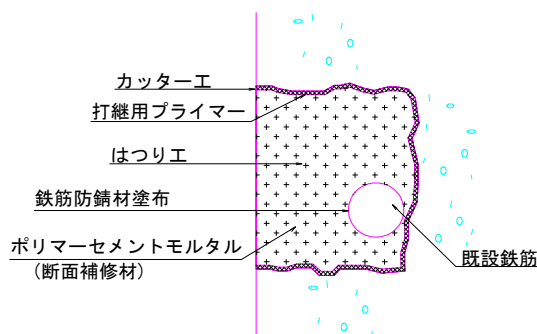 カッター工
打継用プライマー
はつり工
鉄筋防錆材塗布
ポリマーセメントモルタル
(断面補修材)
既設鉄筋